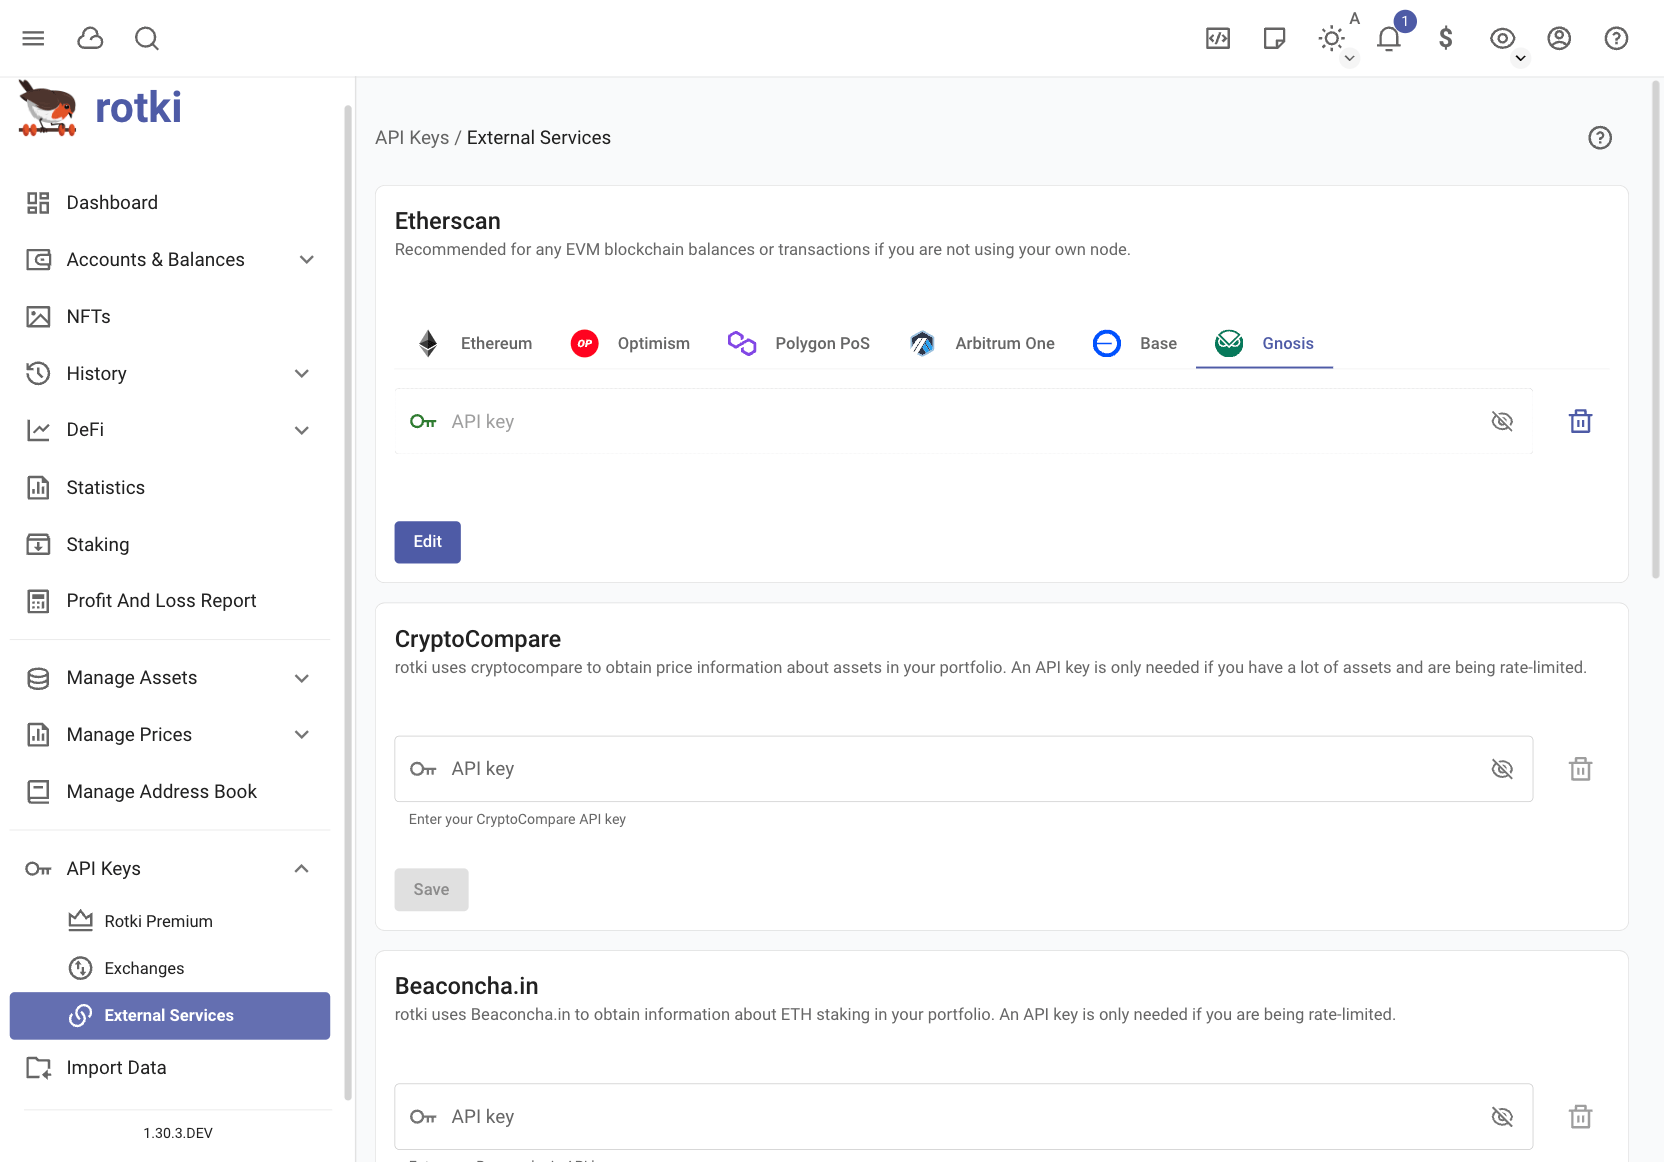 A
1
rotki
Dashboard
Accounts & Balances
NFTs
History
DeFi
Statistics
Staking
Profit And Loss Report
Manage Assets
Manage Prices
Manage Address Book
API Keys
Rotki Premium
Exchanges
External Services
Import Data
1.30.3.DEV
API Keys / External Services
Etherscan
Recommended for any EVM blockchain balances or transactions if you are not using your own node.
Ethereum OP Optimism Polygon PoS Arbitrum One Base Gnosis
API key
Edit
CryptoCompare
rotki uses cryptocompare to obtain price information about assets in your portfolio. An API key is only needed if you have a lot of assets and are being rate-limited.
API key
Enter your CryptoCompare API key
Save
Beaconcha.in
rotki uses Beaconcha.in to obtain information about ETH staking in your portfolio. An API key is only needed if you are being rate-limited.
API key